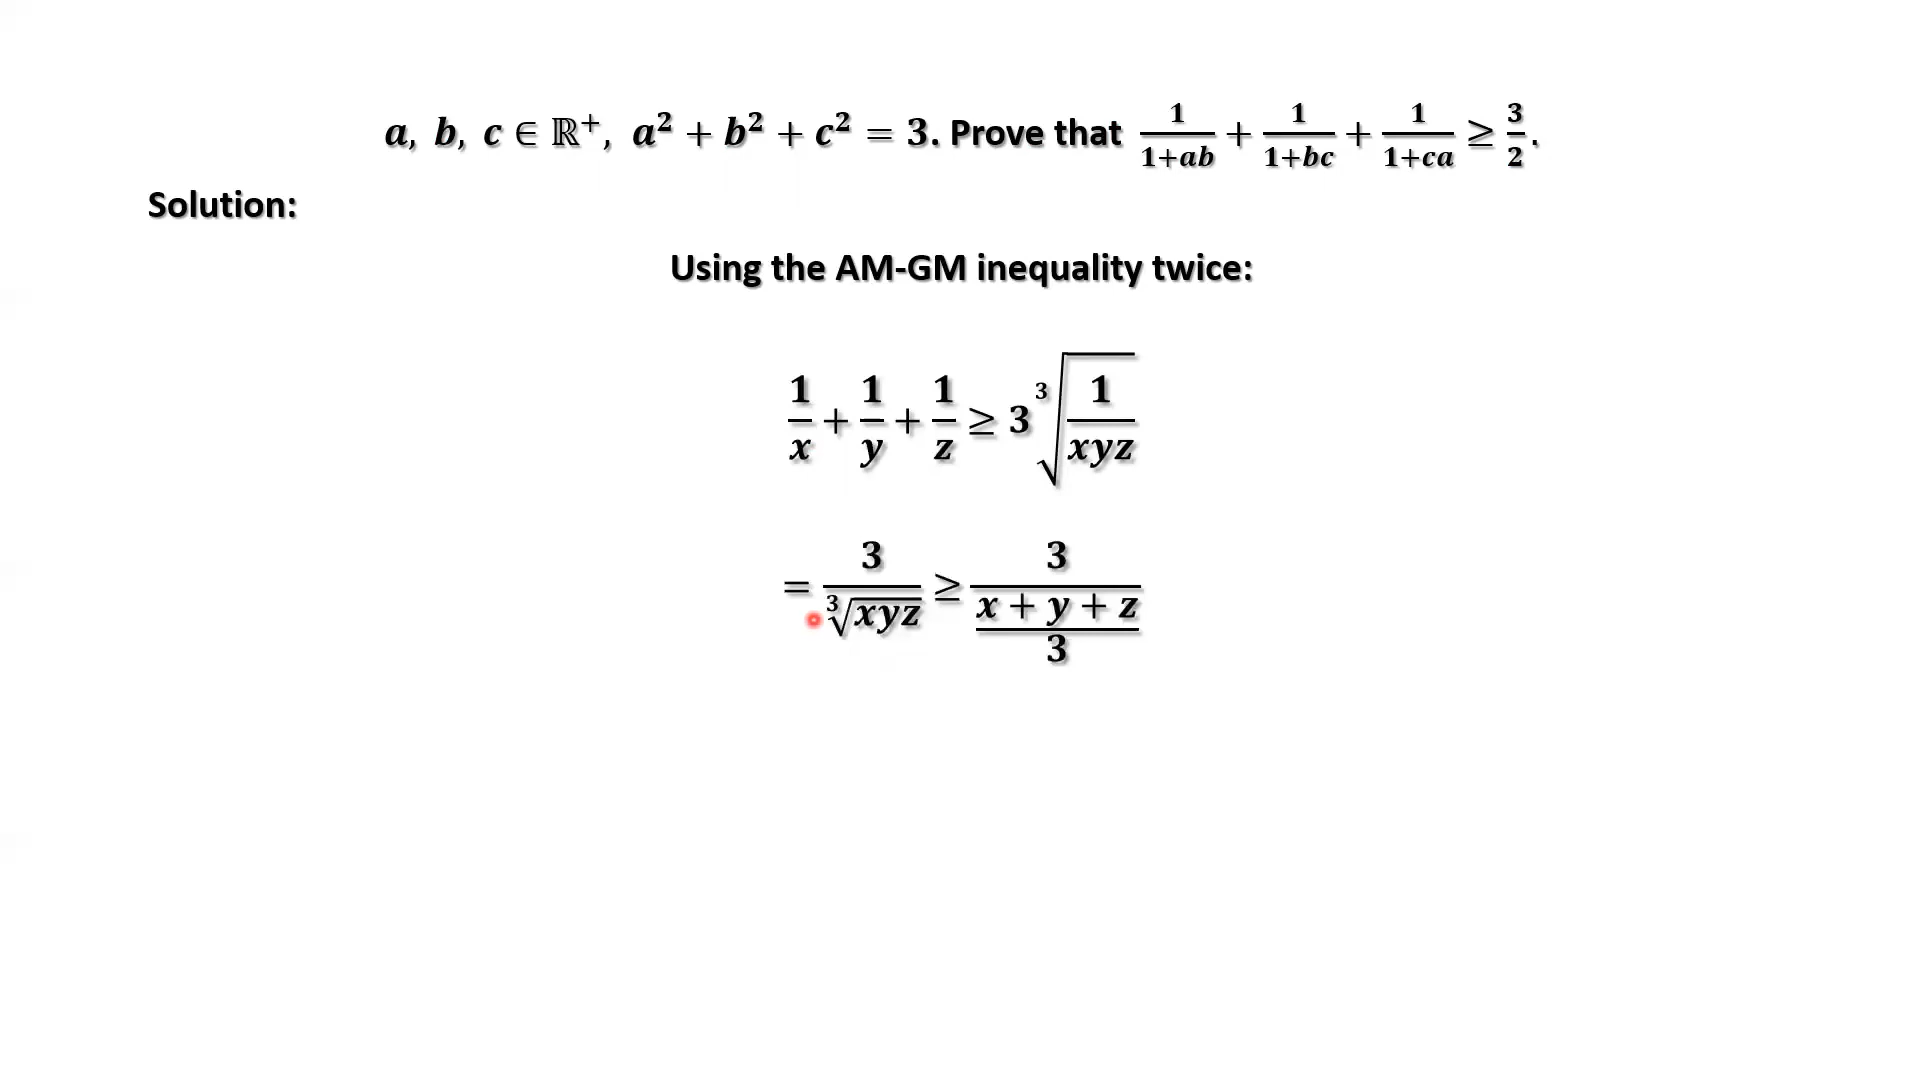 a, b, c ∈ ℝ⁺, a² + b² + c² = 3. Prove that 1/(1+ab) + 1/(1+bc) + 1/(1+ca) ≥ 3/2.
Solution:
Using the AM-GM inequality twice:
1/x + 1/y + 1/z ≥ 3 ∛(1/(xyz))
= 3/∛(xyz) ≥ 3/((x + y + z)/3)